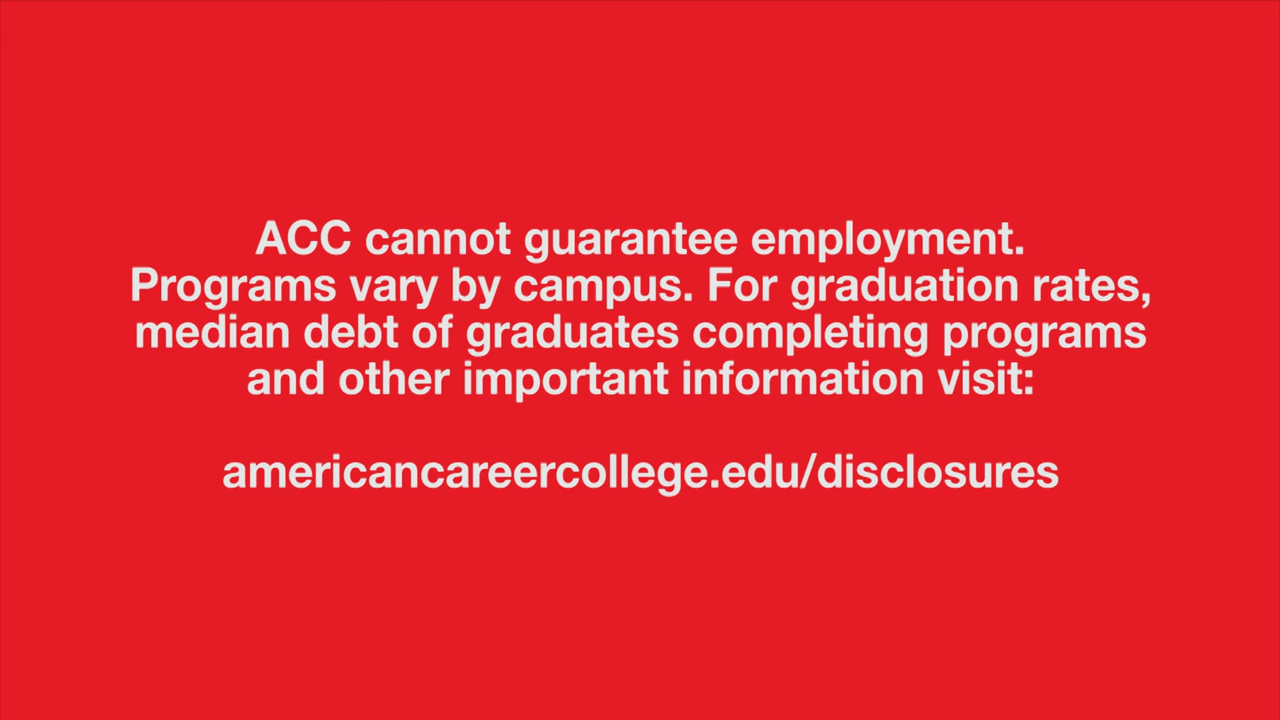 ACC cannot guarantee employment.
Programs vary by campus. For graduation rates,
median debt of graduates completing programs
and other important information visit:
americancareercollege.edu/disclosures